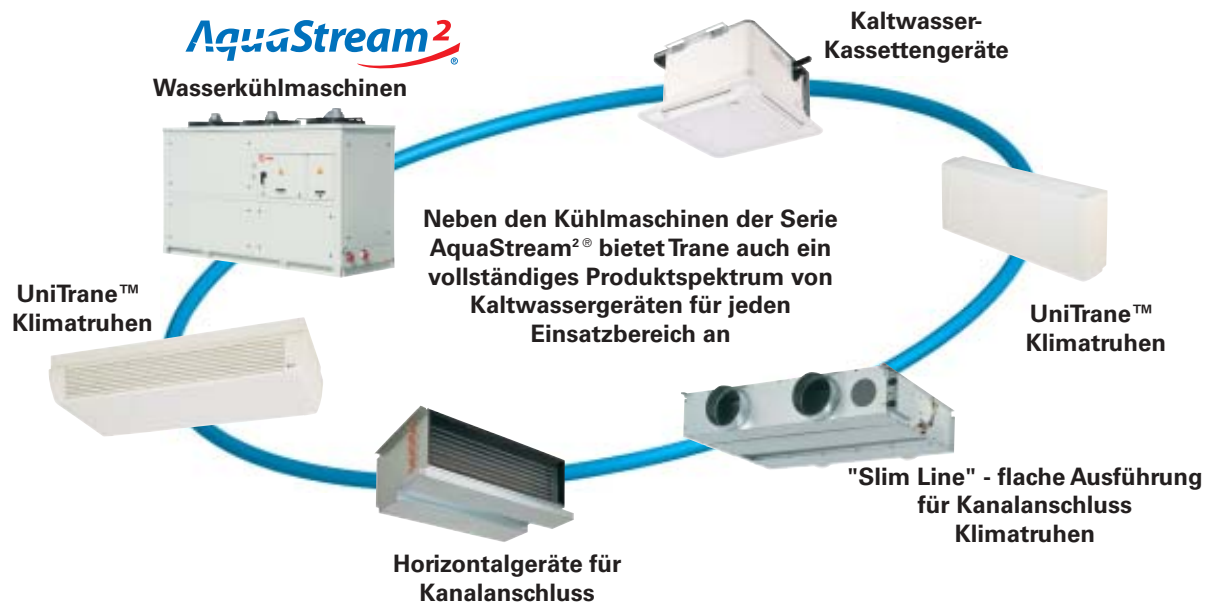 AquaStream2®
Wasserkühlmaschinen
Kaltwasser-
Kassettengeräte
Neben den Kühlmaschinen der Serie
AquaStream² ® bietet Trane auch ein
vollständiges Produktspektrum von
Kaltwassergeräten für jeden
Einsatzbereich an
UniTrane™
Klimatruhen
UniTrane™
Klimatruhen
"Slim Line" - flache Ausführung
für Kanalanschluss
Klimatruhen
Horizontalgeräte für
Kanalanschluss